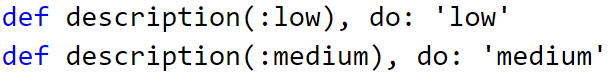 def description(:low), do: 'low'
def description(:medium), do: 'medium'